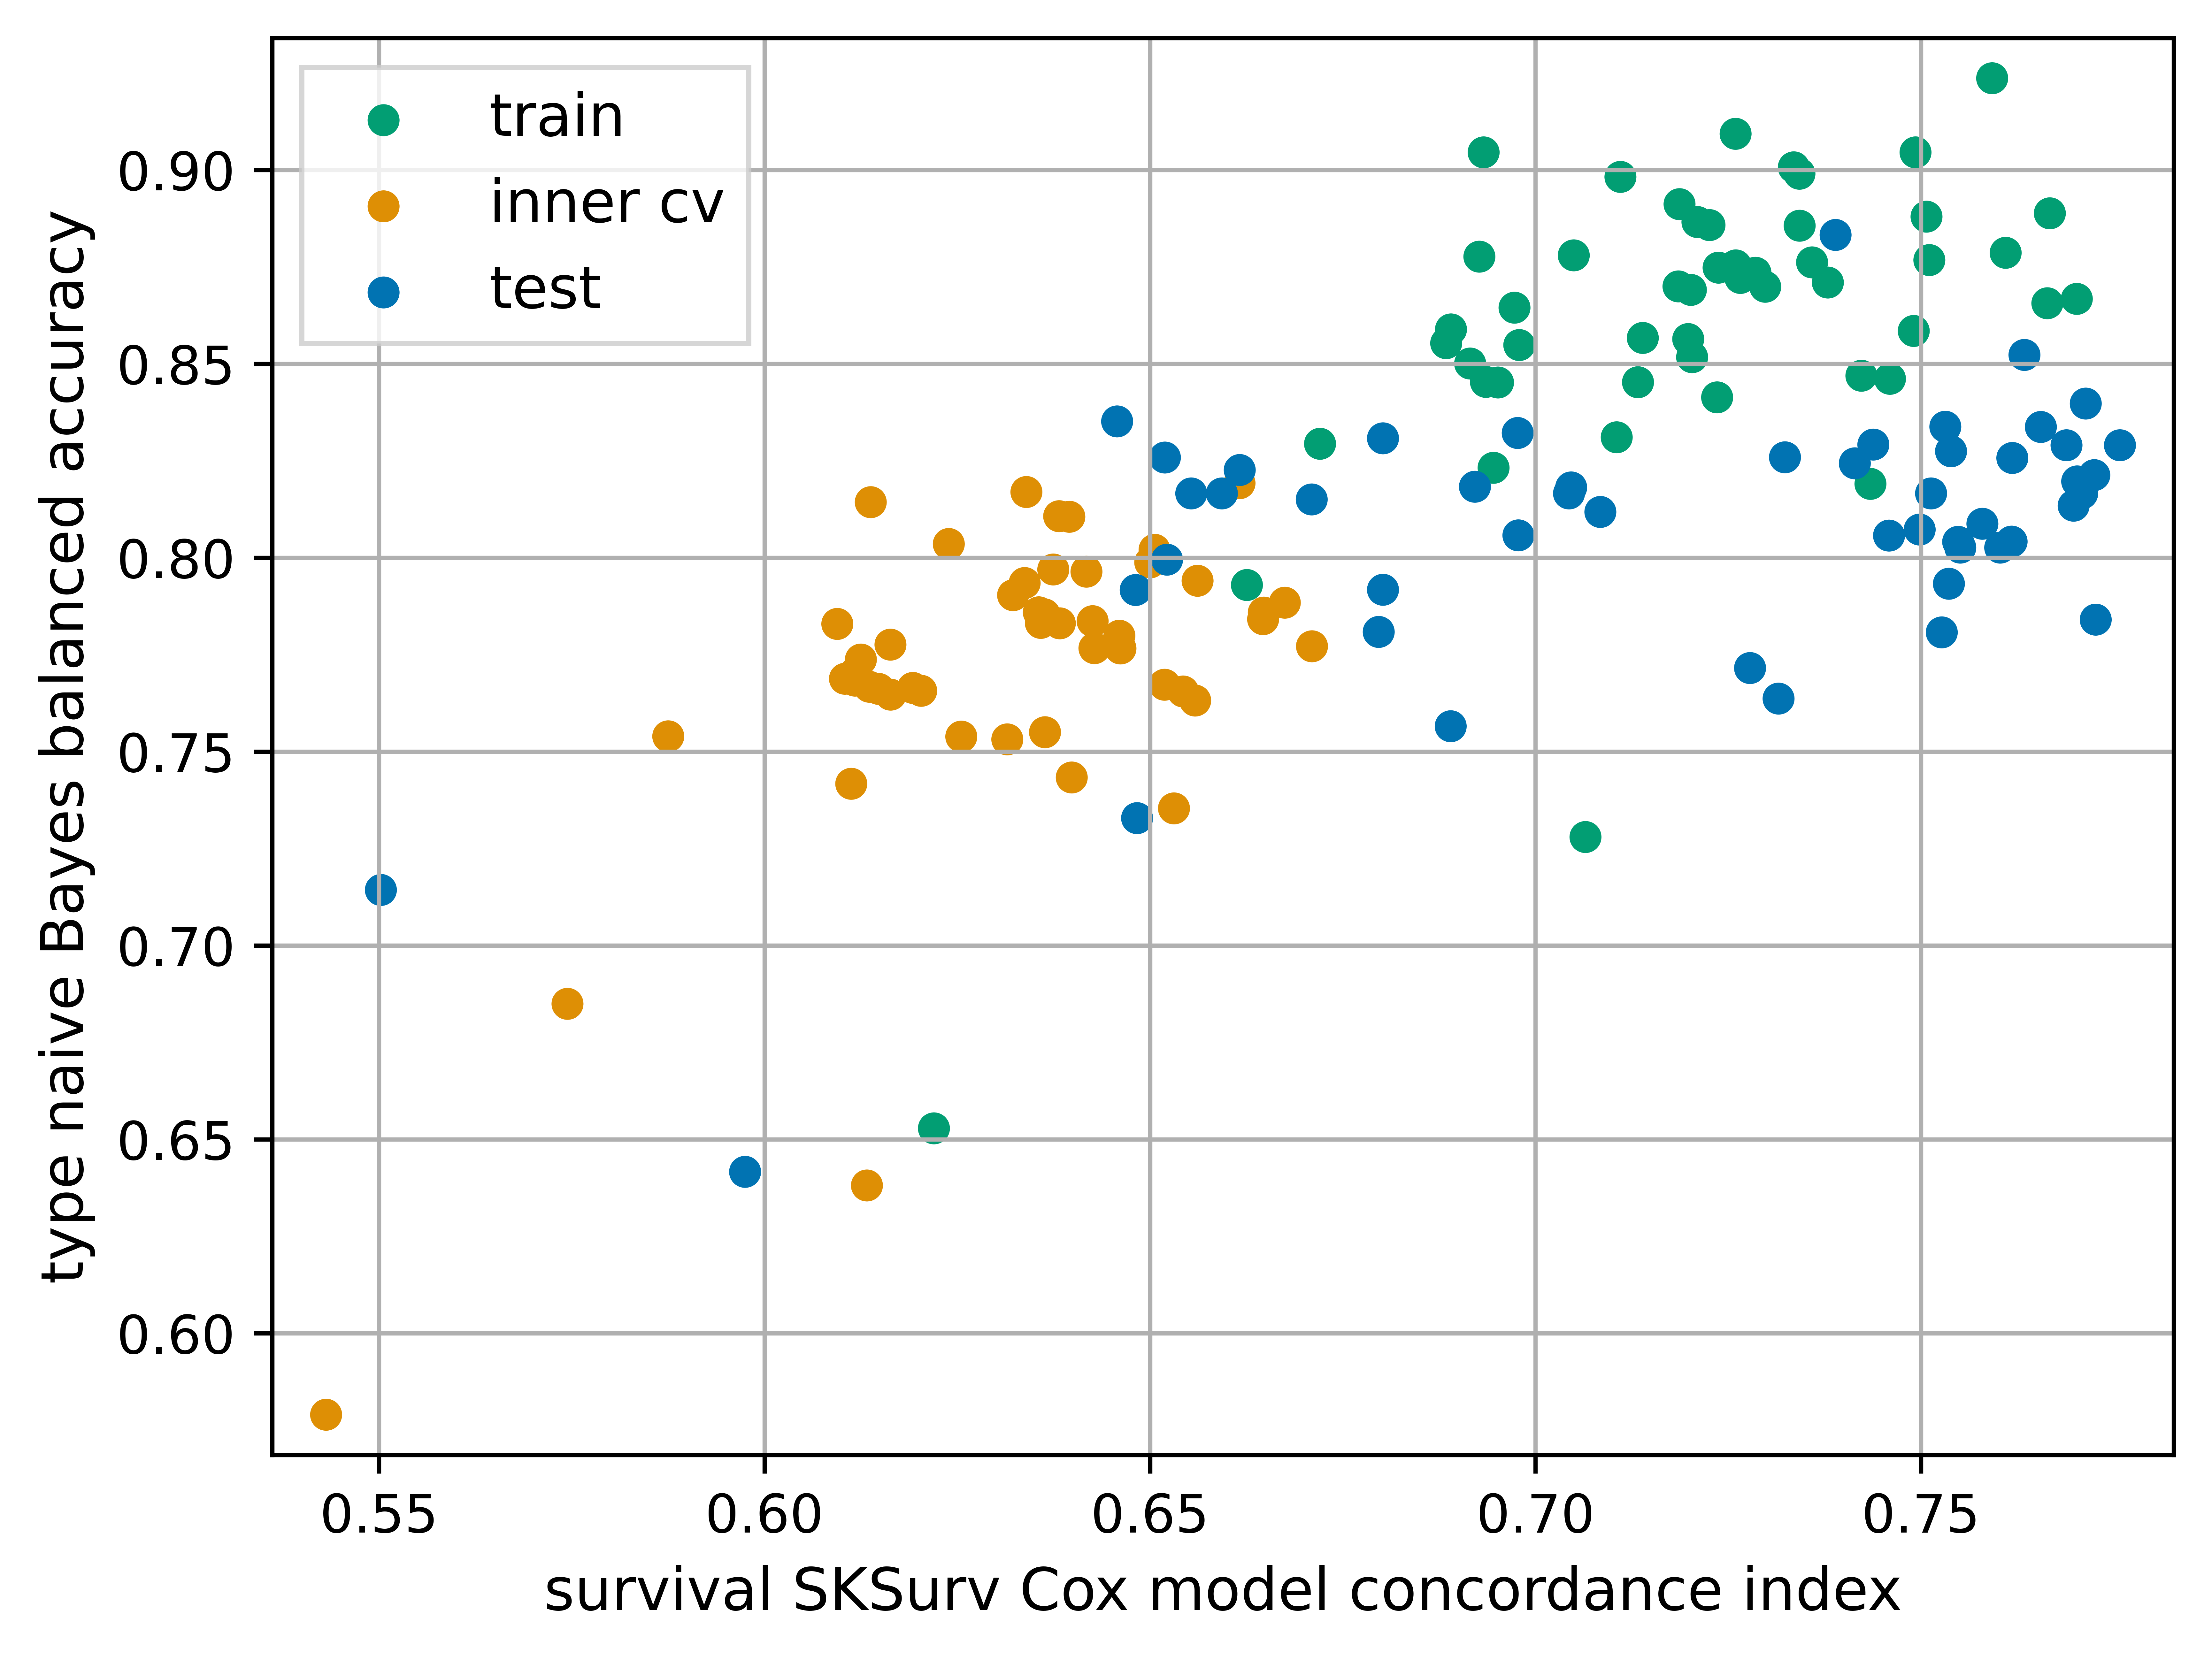 train
inner cv
test
type naive Bayes balanced accuracy
0.90
0.85
0.80
0.75
0.70
0.65
0.60
0.55
0.60
0.65
0.70
0.75
survival SKSurv Cox model concordance index